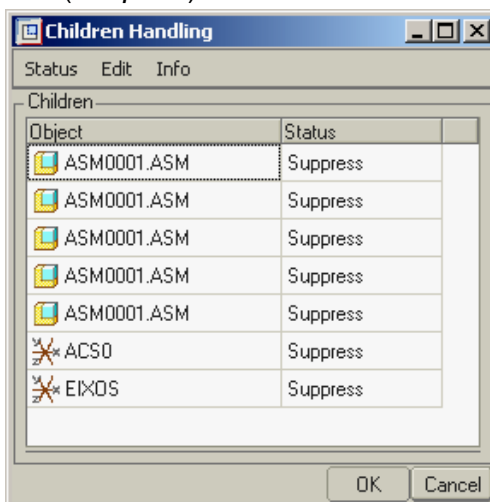 Children Handling
Status Edit Info
Children
Object Status
ASM0001.ASM Suppress
ASM0001.ASM Suppress
ASM0001.ASM Suppress
ASM0001.ASM Suppress
ASM0001.ASM Suppress
ACS0 Suppress
EIXOS Suppress
OK Cancel